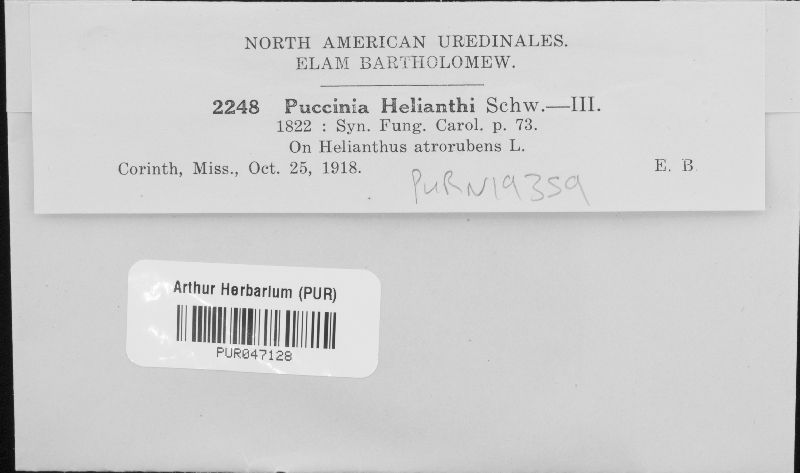 NORTH AMERICAN UREDINALES.
ELAM BARTHOLOMEW.
2248 Puccinia Helianthi Schw.—III.
1822 : Syn. Fung. Carol. p. 73.
On Helianthus atrorubens L.
Corinth, Miss., Oct. 25, 1918. E. B.
PURN19359
Arthur Herbarium (PUR)
PUR047128